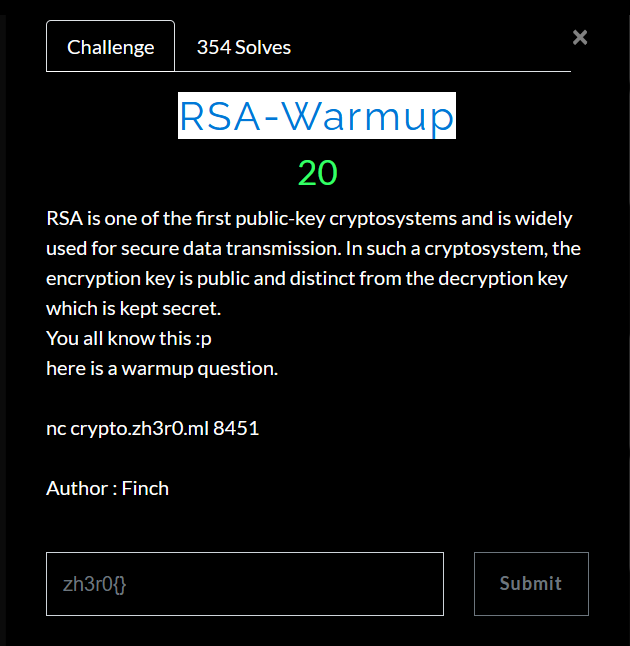 Challenge 354 Solves ×
RSA-Warmup
20
RSA is one of the first public-key cryptosystems and is widely
used for secure data transmission. In such a cryptosystem, the
encryption key is public and distinct from the decryption key
which is kept secret.
You all know this :p
here is a warmup question.
nc crypto.zh3r0.ml 8451
Author : Finch
zh3r0{} Submit